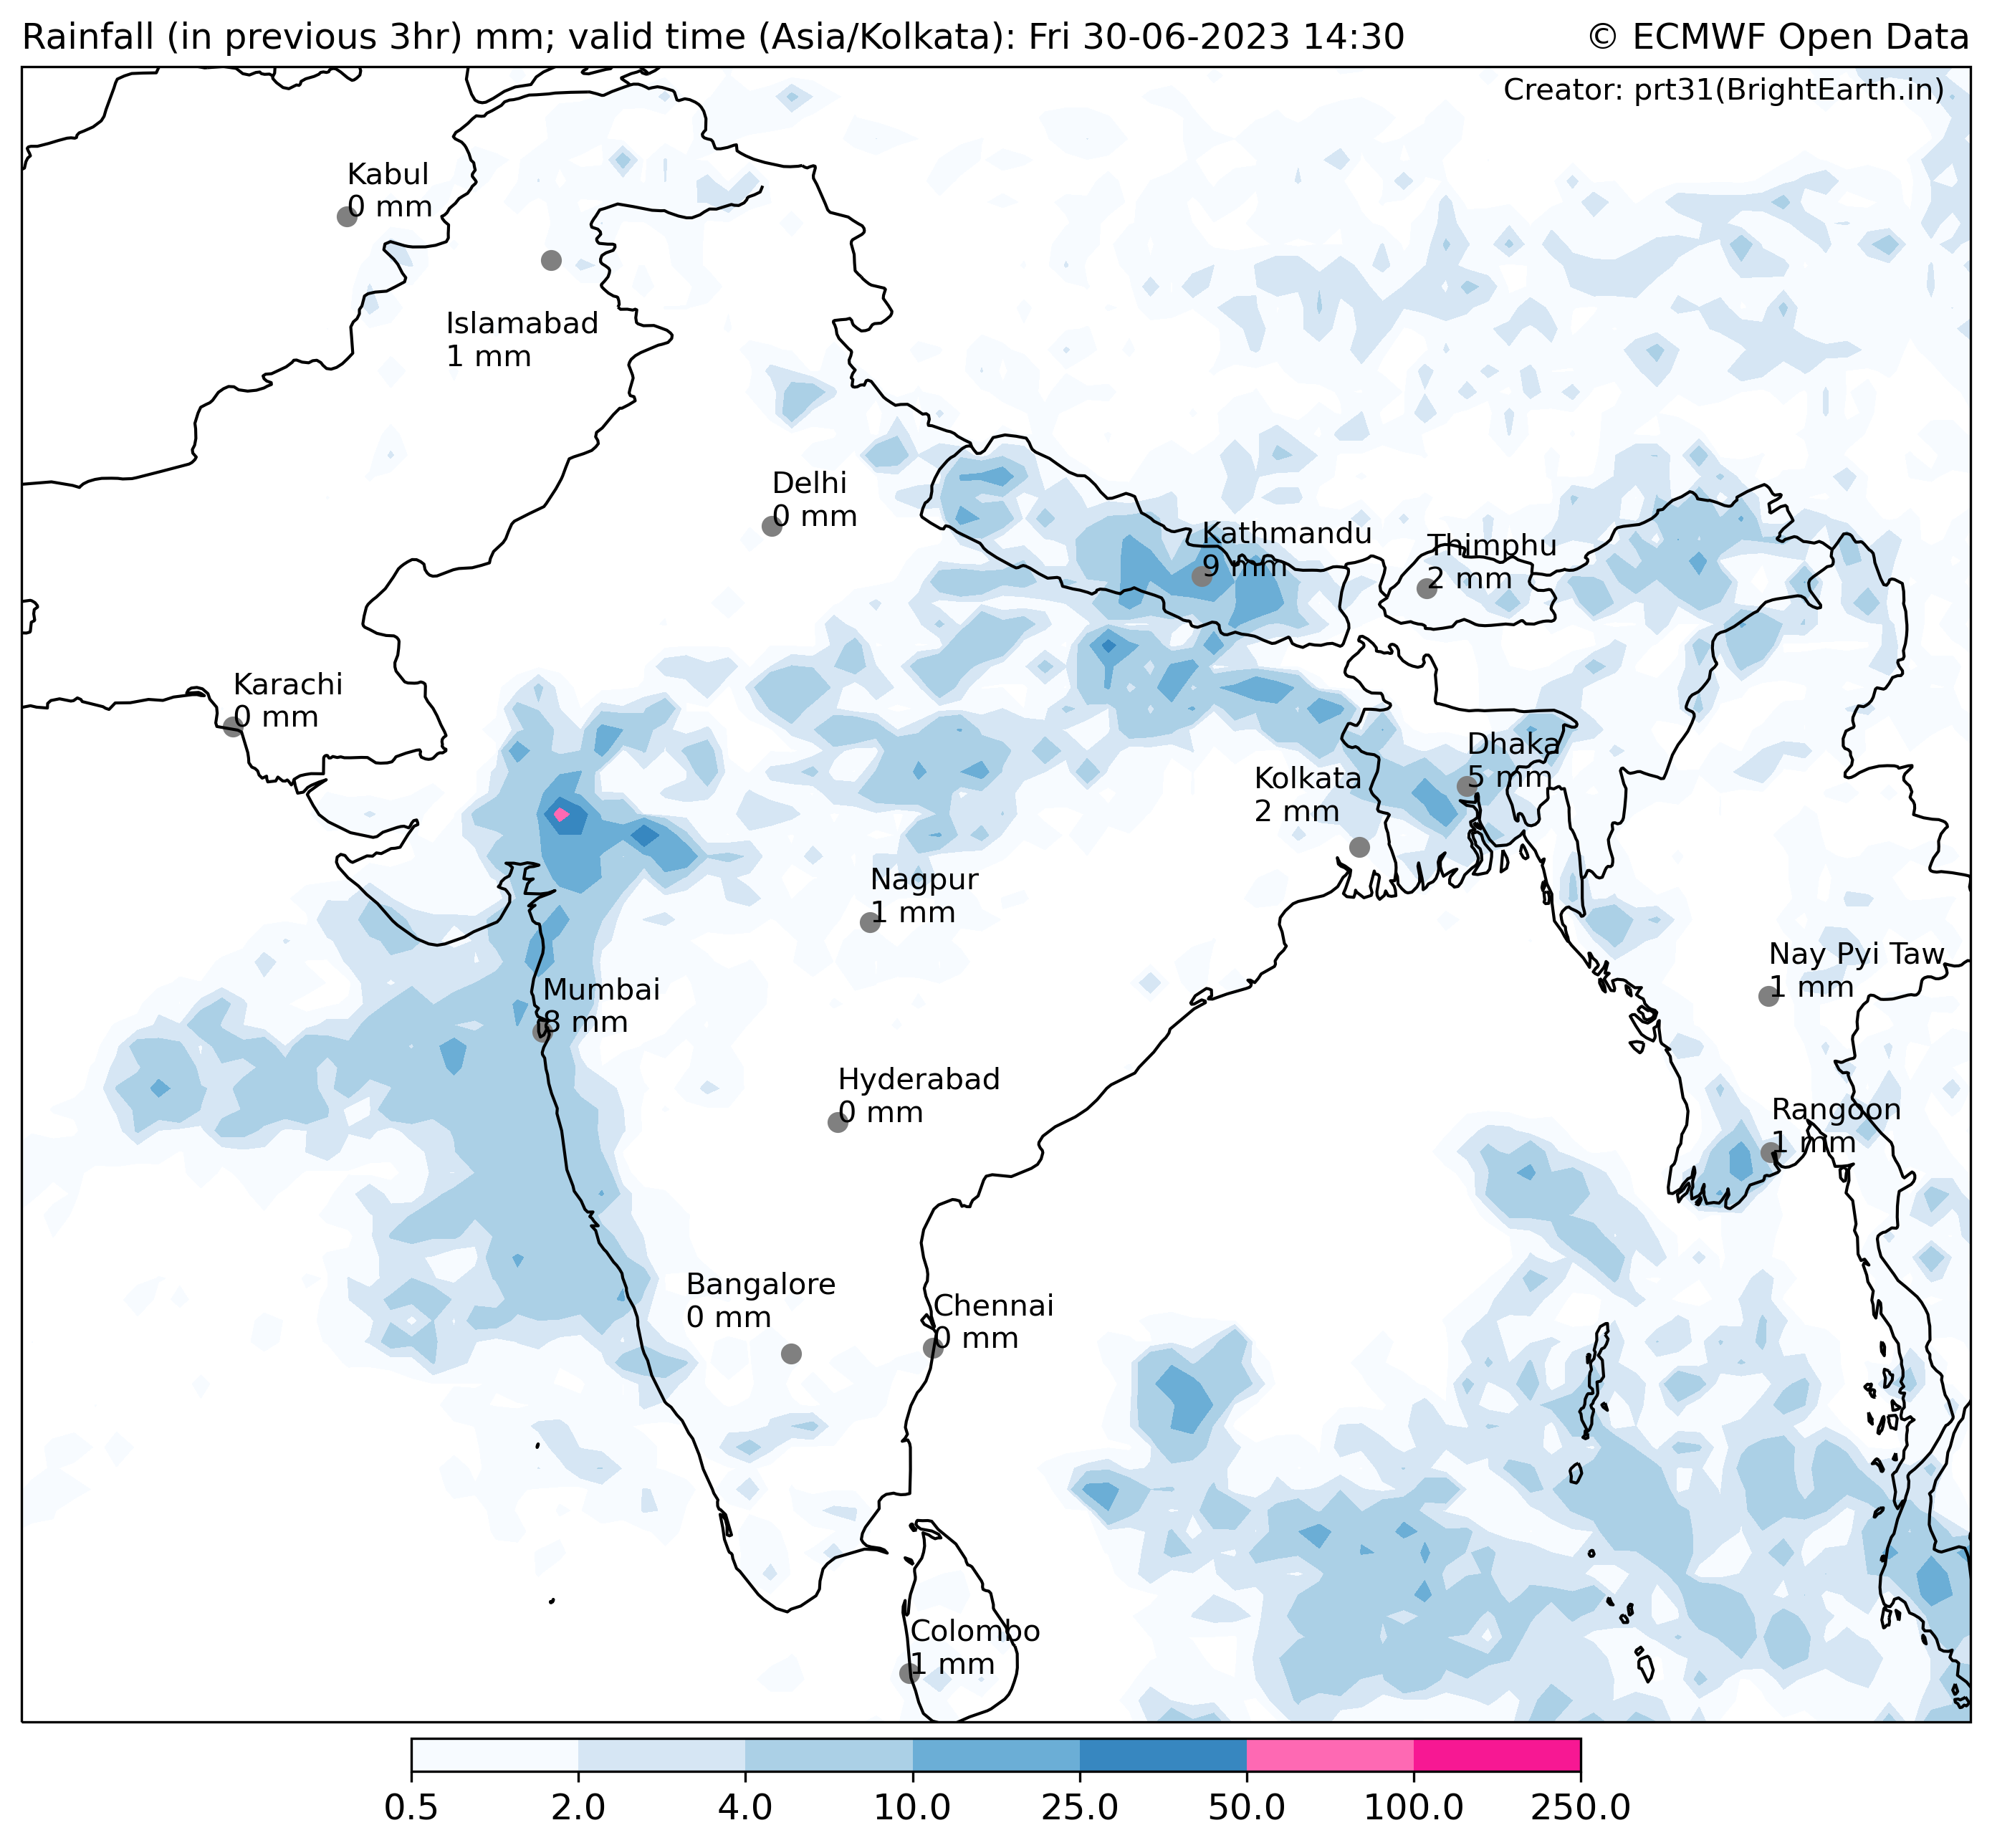 Rainfall (in previous 3hr) mm; valid time (Asia/Kolkata): Fri 30-06-2023 14:30
© ECMWF Open Data
Creator: prt31(BrightEarth.in)
Kabul
0 mm
Islamabad
1 mm
Delhi
0 mm
Kathmandu
9 mm
Thimphu
2 mm
Karachi
0 mm
Dhaka
5 mm
Kolkata
2 mm
Nagpur
1 mm
Nay Pyi Taw
1 mm
Mumbai
8 mm
Hyderabad
0 mm
Rangoon
1 mm
Bangalore
0 mm
Chennai
0 mm
Colombo
1 mm
0.5 2.0 4.0 10.0 25.0 50.0 100.0 250.0